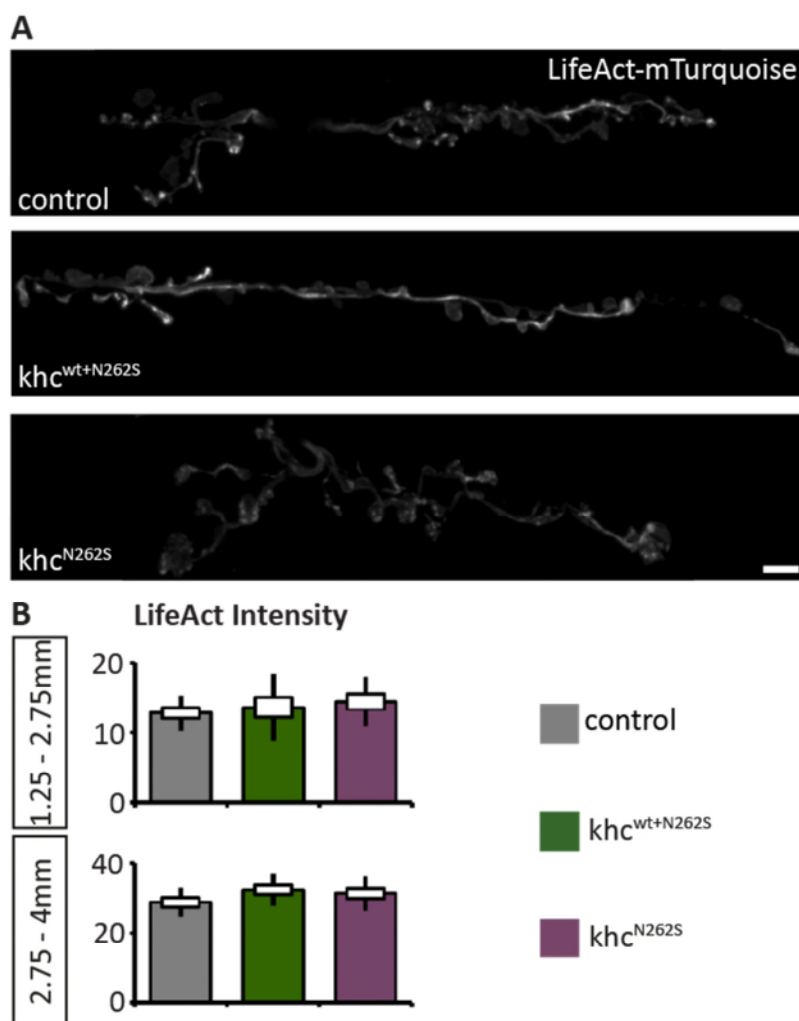 A
LifeAct-mTurquoise
control
khc^wt+N262S
khc^N262S
B LifeAct Intensity
1.25 - 2.75mm
20
10
0
2.75 - 4mm
40
20
0
control
khc^wt+N262S
khc^N262S